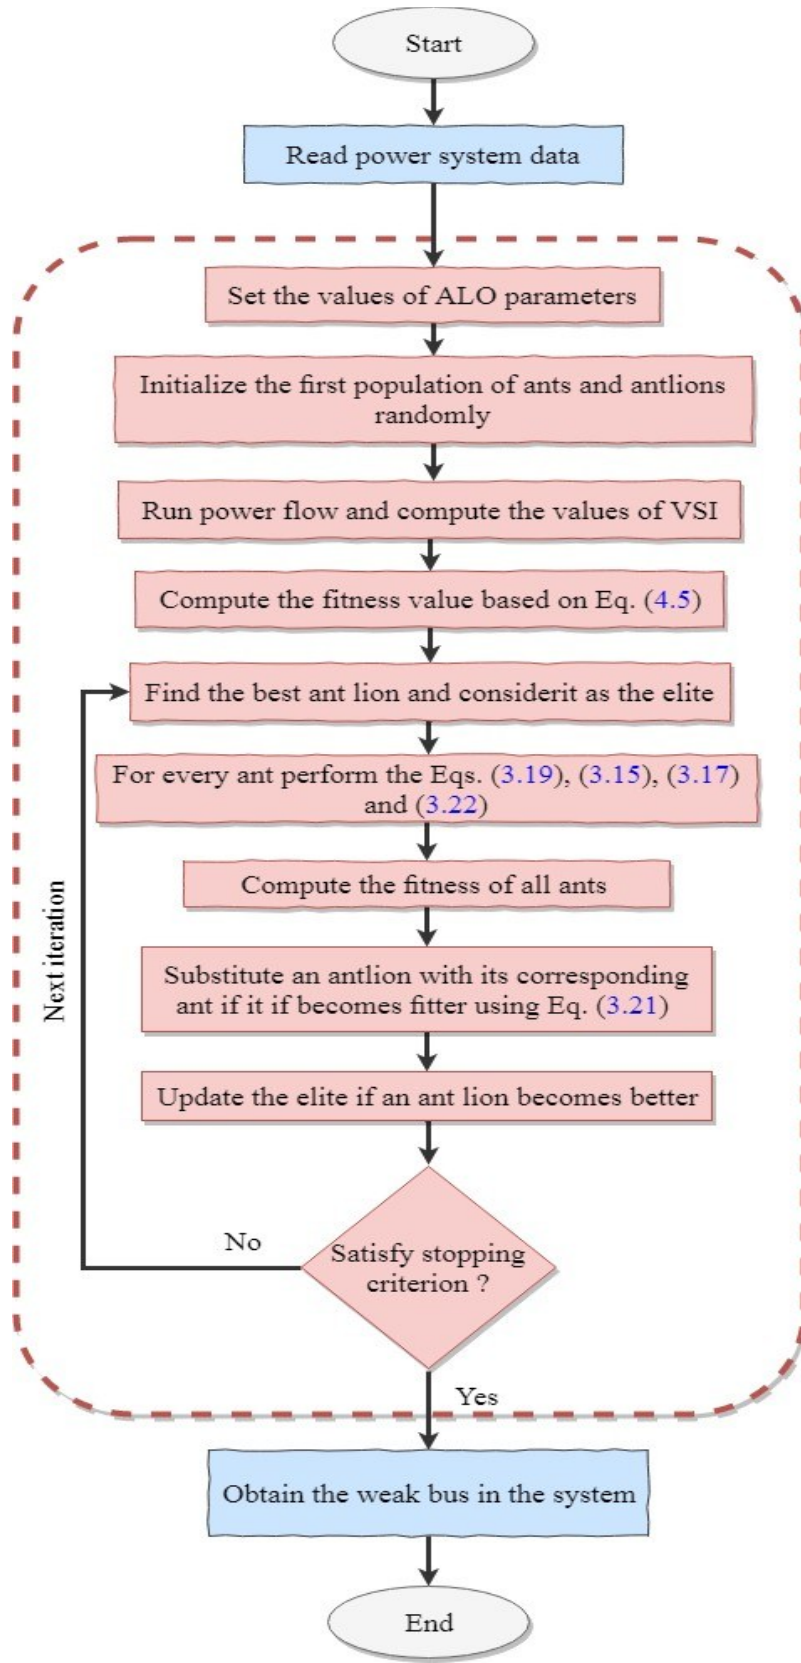 Start
Read power system data
Set the values of ALO parameters
Initialize the first population of ants and antlions
randomly
Run power flow and compute the values of VSI
Compute the fitness value based on Eq. (4.5)
Find the best ant lion and considerit as the elite
For every ant perform the Eqs. (3.19), (3.15), (3.17)
and (3.22)
Compute the fitness of all ants
Substitute an antlion with its corresponding
ant if it if becomes fitter using Eq. (3.21)
Update the elite if an ant lion becomes better
Next iteration
No
Satisfy stopping
criterion ?
Yes
Obtain the weak bus in the system
End